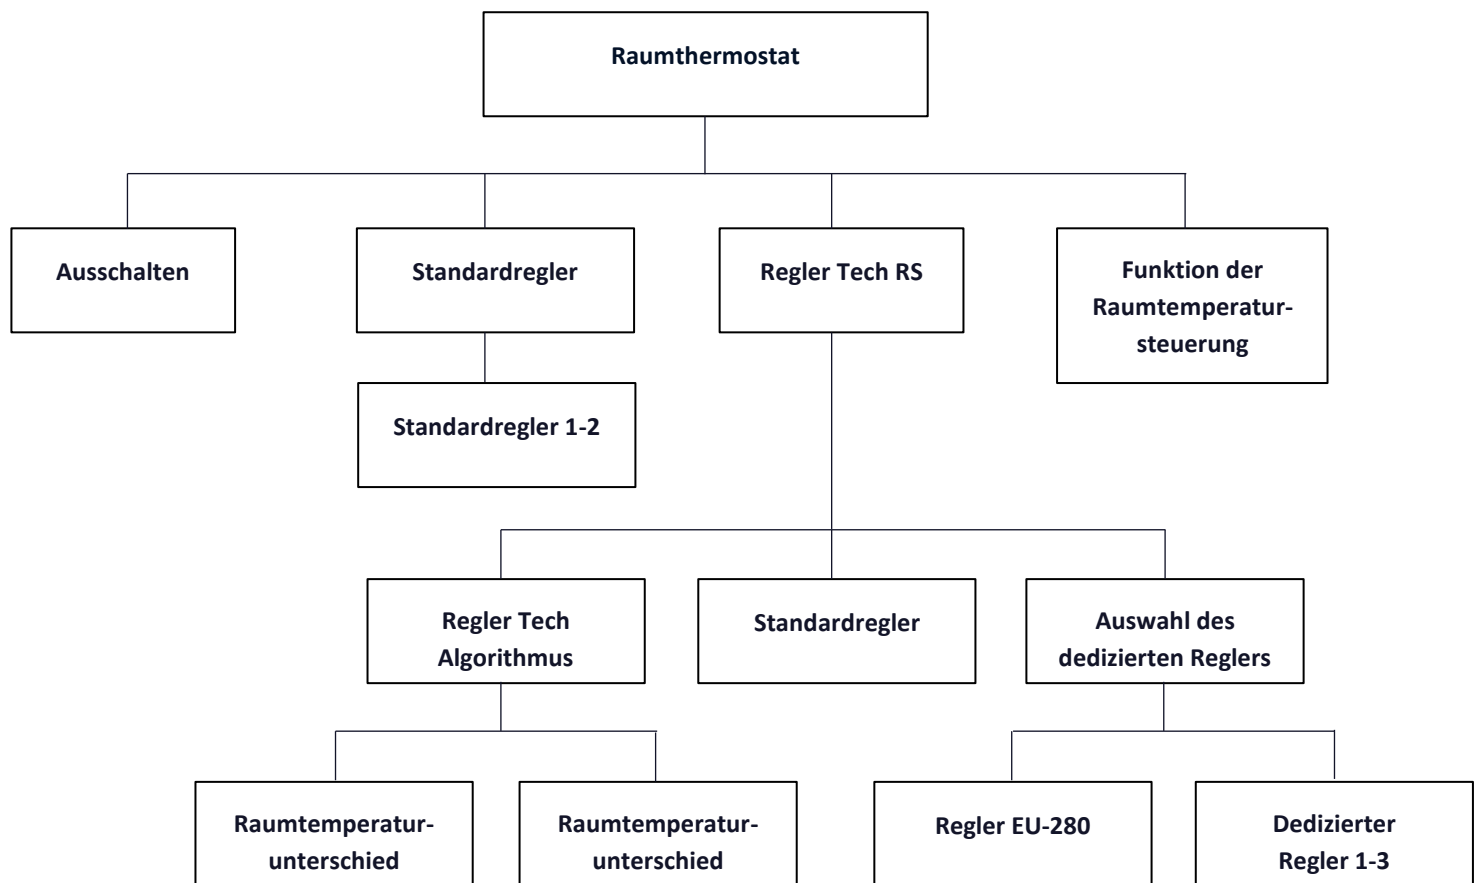 Raumthermostat
Ausschalten
Standardregler
Regler Tech RS
Funktion der
Raumtemperatur-
steuerung
Standardregler 1-2
Regler Tech
Algorithmus
Standardregler
Auswahl des
dedizierten Reglers
Raumtemperatur-
unterschied
Raumtemperatur-
unterschied
Regler EU-280
Dedizierter
Regler 1-3